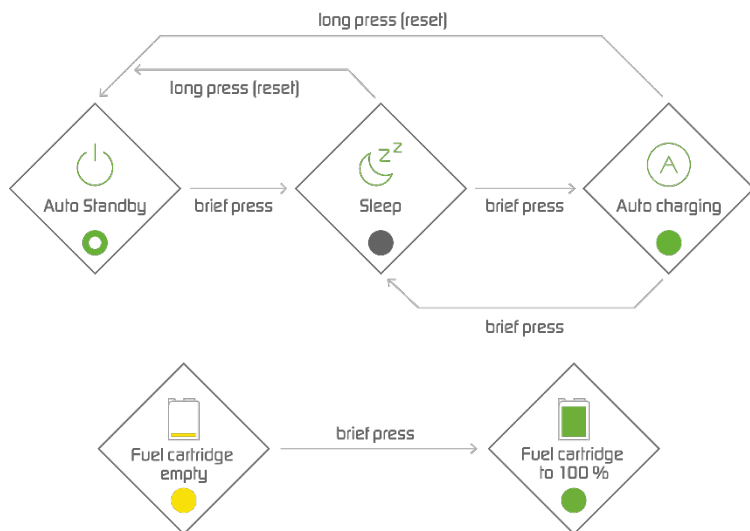 long press (reset)
long press (reset)
Z Z
A
Auto Standby
brief press
Sleep
brief press
Auto charging
brief press
Fuel cartridge
empty
brief press
Fuel cartridge
to 100 %